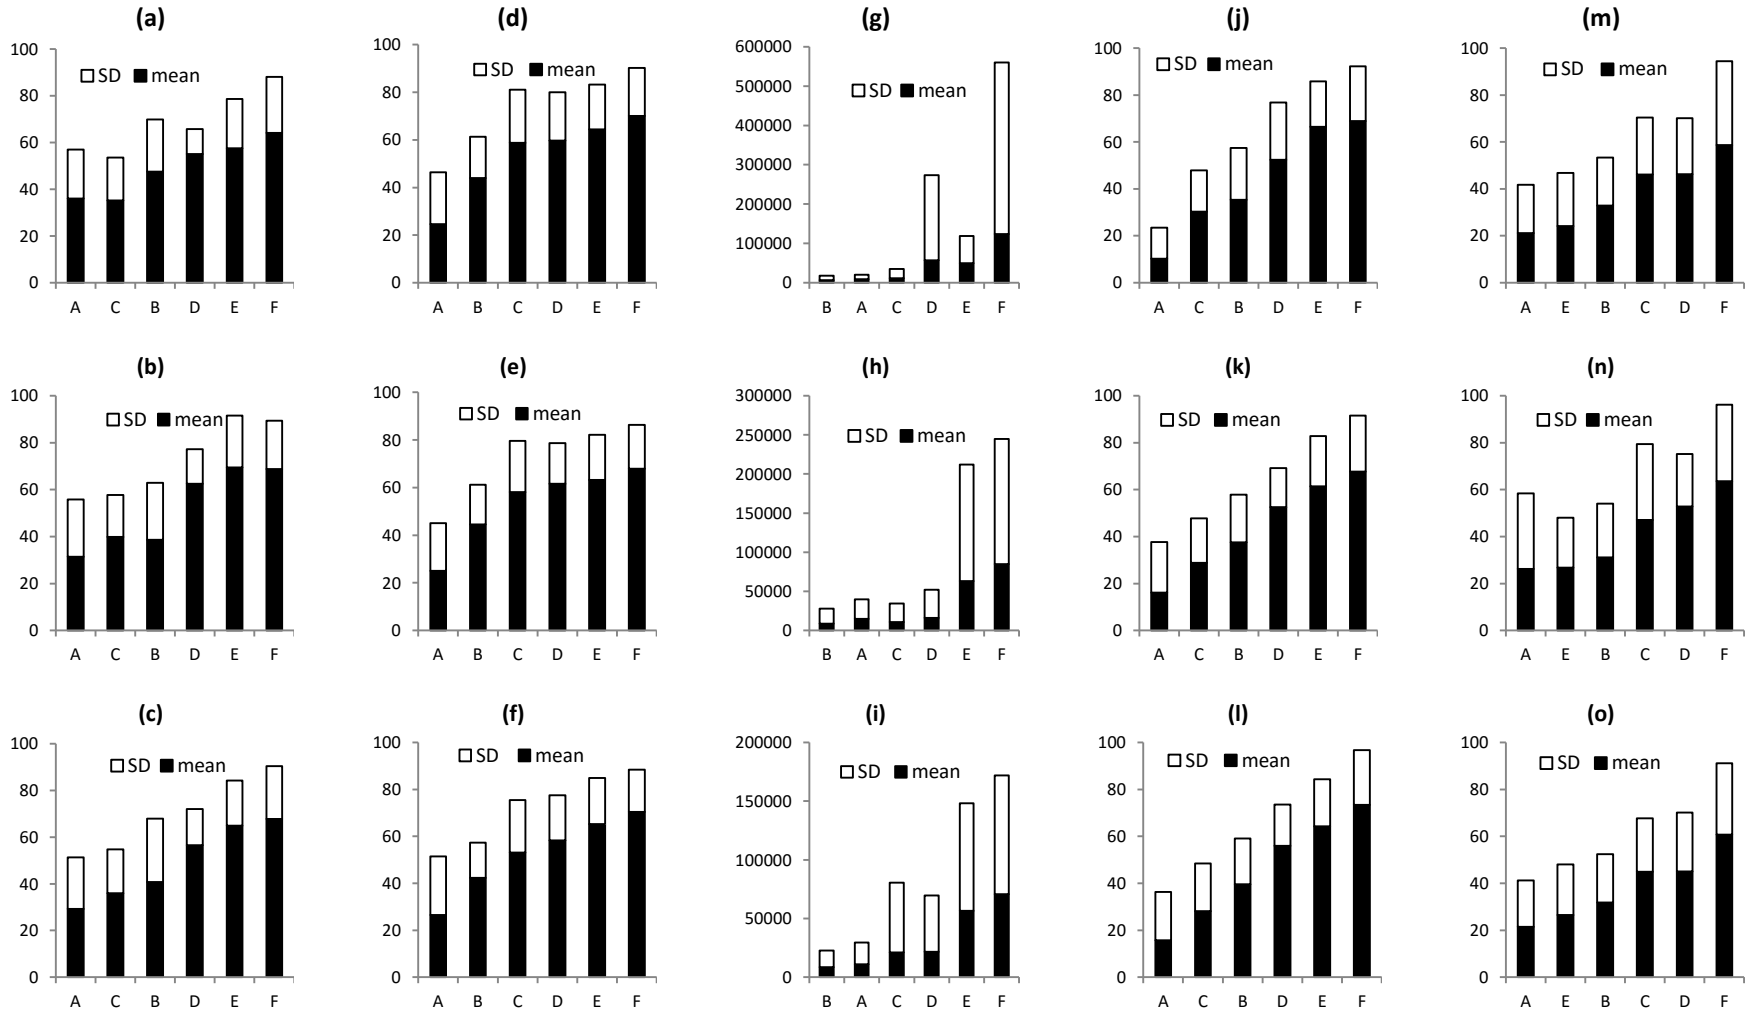 (a)
100
80
60
40
20
0
SD mean
A C B D E F
(d)
100
80
60
40
20
0
SD mean
A B C D E F
(g)
600000
500000
400000
300000
200000
100000
0
SD mean
B A C D E F
(j)
100
80
60
40
20
0
SD mean
A C B D E F
(m)
100
80
60
40
20
0
SD mean
A E B C D F
(b)
100
80
60
40
20
0
SD mean
A C B D E F
(e)
100
80
60
40
20
0
SD mean
A B C D E F
(h)
300000
250000
200000
150000
100000
50000
0
SD mean
B A C D E F
(k)
100
80
60
40
20
0
SD mean
A C B D E F
(n)
100
80
60
40
20
0
SD mean
A E B C D F
(c)
100
80
60
40
20
0
SD mean
A C B D E F
(f)
100
80
60
40
20
0
SD mean
A B C D E F
(i)
200000
150000
100000
50000
0
SD mean
B A C D E F
(l)
100
80
60
40
20
0
SD mean
A C B D E F
(o)
100
80
60
40
20
0
SD mean
A E B C D F